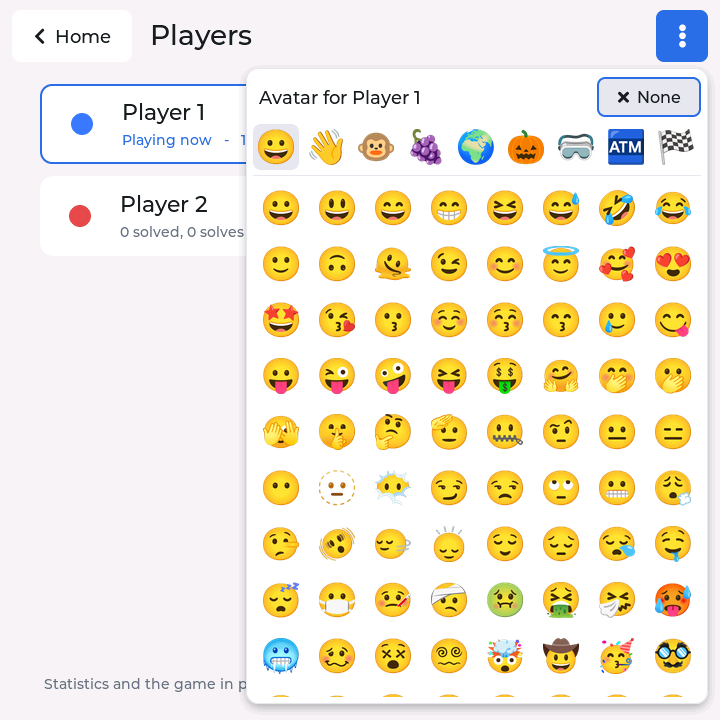 Home
Players
Player 1
Playing now - 1
Player 2
0 solved, 0 solves
Statistics and the game in p
Avatar for Player 1
None
ATM